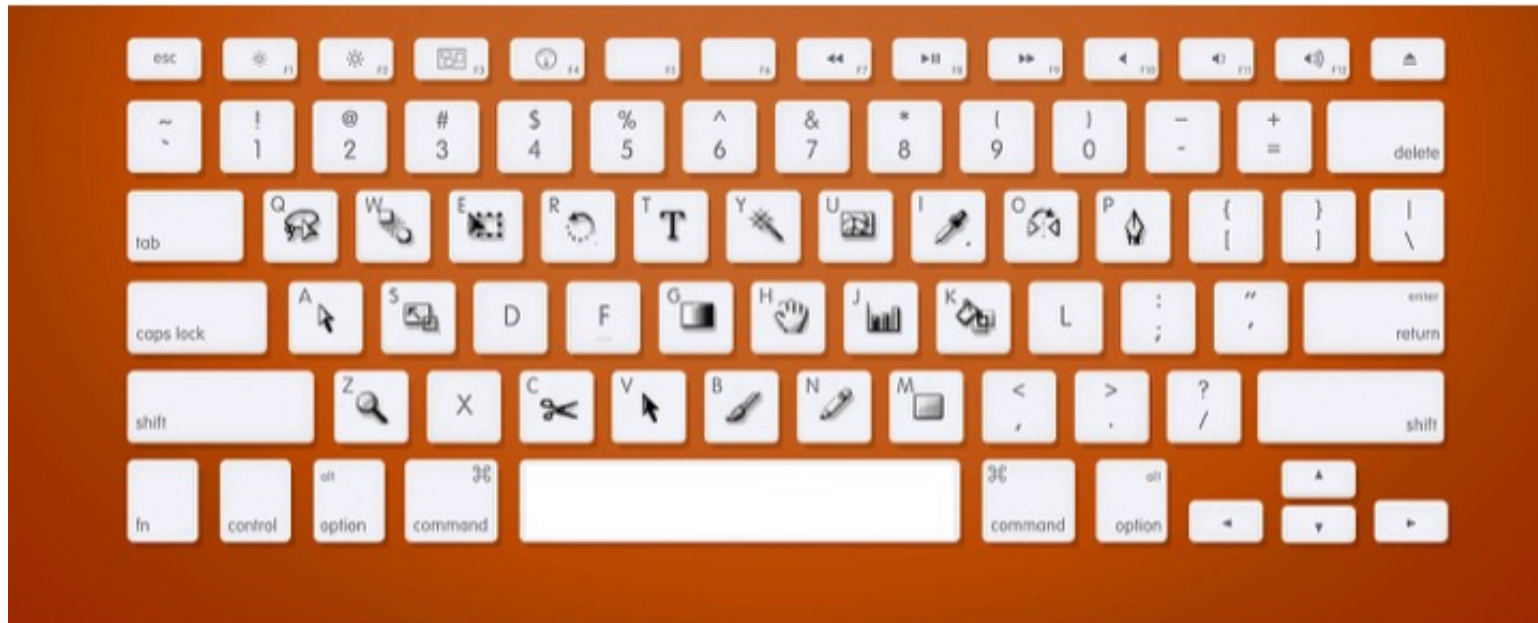 esc F1 F2 F3 F4 F5 F6 F7 F8 F9 F10 F11 F12
~ ! @ # $ % ^ & * ( ) — +
` 1 2 3 4 5 6 7 8 9 0 - = delete
Q W E R T Y U I O P { } |
tab [ ] \
A S D F G H J K L : " enter
caps lock ; ' return
Z X C V B N M < > ?
shift , . / shift
alt ⌘ ⌘ alt
fn control option command command option